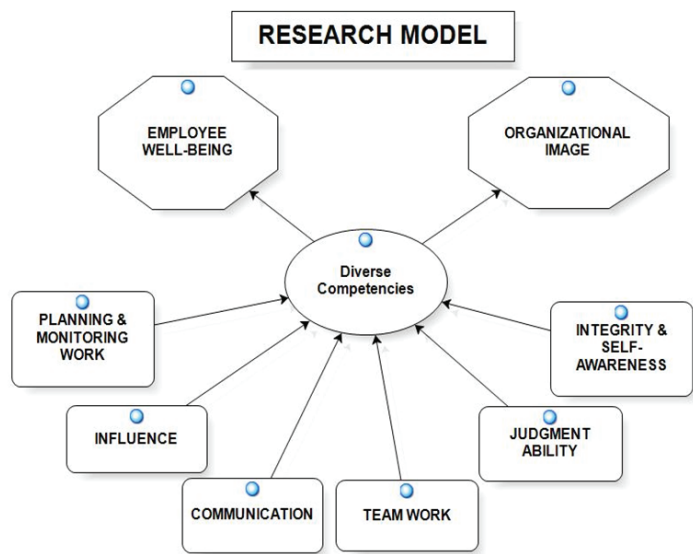 RESEARCH MODEL
EMPLOYEE
WELL-BEING
ORGANIZATIONAL
IMAGE
Diverse
Competencies
PLANNING &
MONITORING
WORK
INTEGRITY &
SELF-
AWARENESS
INFLUENCE
JUDGMENT
ABILITY
COMMUNICATION
TEAM WORK